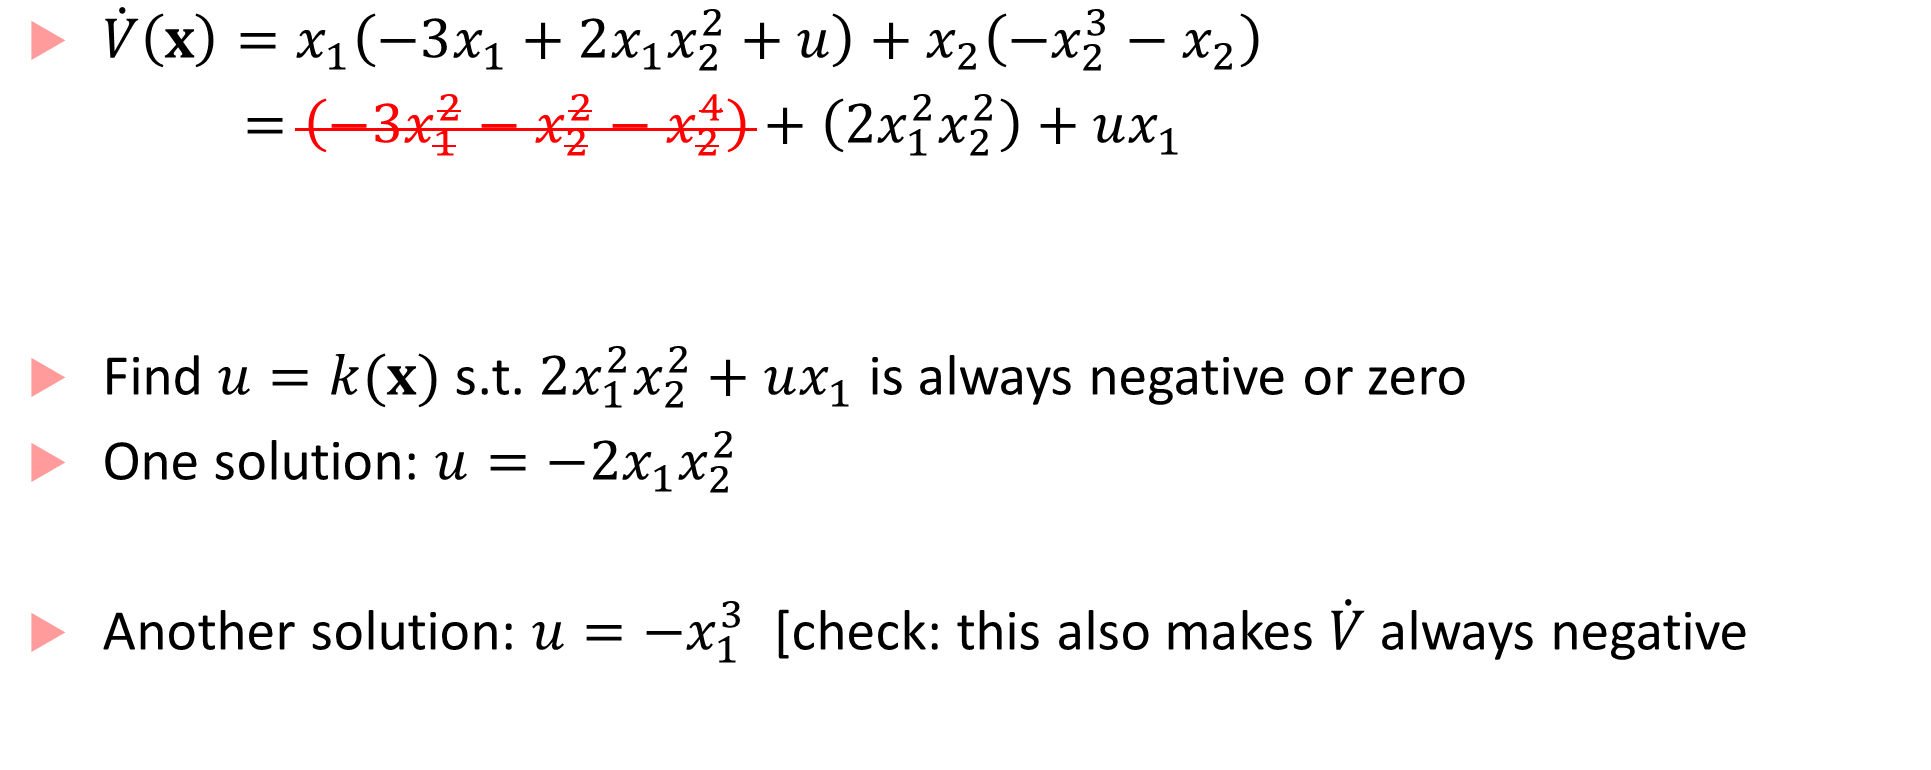 ▶ V̇(𝐱) = x₁(−3x₁ + 2x₁x₂² + u) + x₂(−x₂³ − x₂)
= (−3x₁² − x₂² − x₂⁴) + (2x₁²x₂²) + ux₁
▶ Find u = k(𝐱) s.t. 2x₁²x₂² + ux₁ is always negative or zero
▶ One solution: u = −2x₁x₂²
▶ Another solution: u = −x₁³ [check: this also makes V̇ always negative